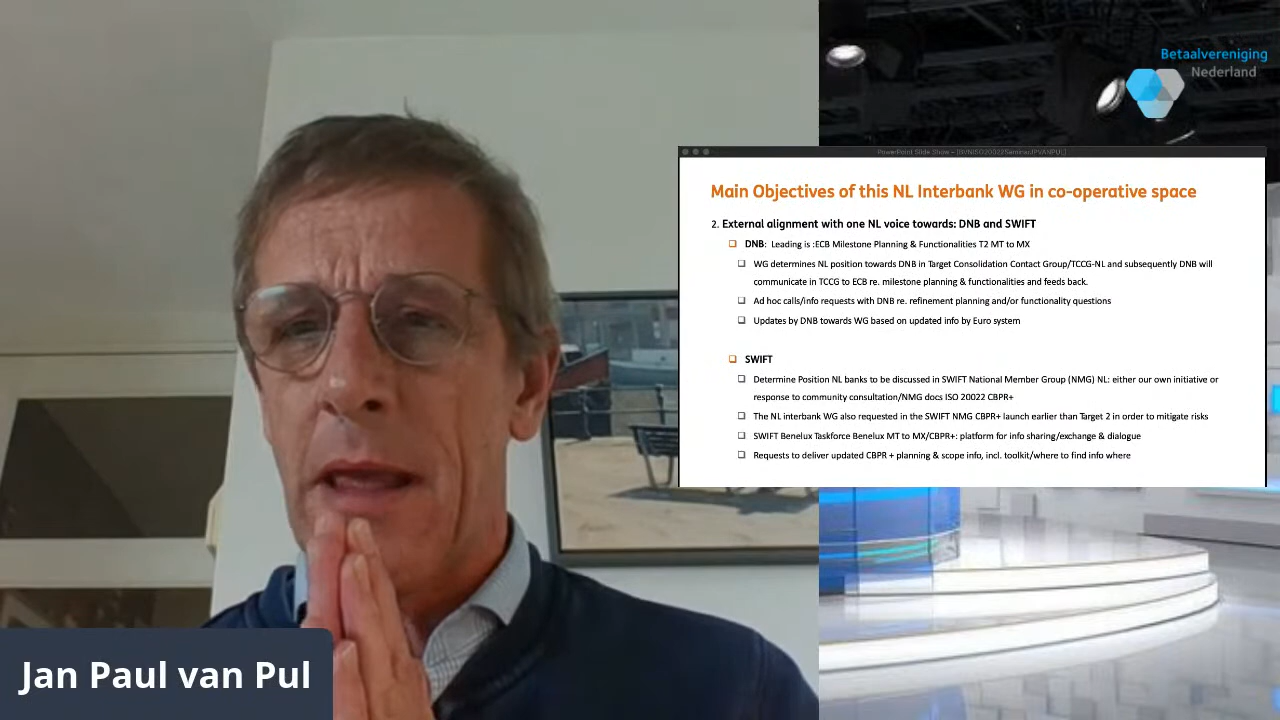 Betaalvereniging
Nederland
PowerPoint Slide Show - [BVNISO20022SeminarJPVANPUL]
Main Objectives of this NL Interbank WG in co-operative space
2. External alignment with one NL voice towards: DNB and SWIFT
DNB: Leading is :ECB Milestone Planning & Functionalities T2 MT to MX
WG determines NL position towards DNB in Target Consolidation Contact Group/TCCG-NL and subsequently DNB will
communicate in TCCG to ECB re. milestone planning & functionalities and feeds back.
Ad hoc calls/info requests with DNB re. refinement planning and/or functionality questions
Updates by DNB towards WG based on updated info by Euro system
SWIFT
Determine Position NL banks to be discussed in SWIFT National Member Group (NMG) NL: either our own initiative or
response to community consultation/NMG docs ISO 20022 CBPR+
The NL interbank WG also requested in the SWIFT NMG CBPR+ launch earlier than Target 2 in order to mitigate risks
SWIFT Benelux Taskforce Benelux MT to MX/CBPR+: platform for info sharing/exchange & dialogue
Requests to deliver updated CBPR + planning & scope info, incl. toolkit/where to find info where
Jan Paul van Pul